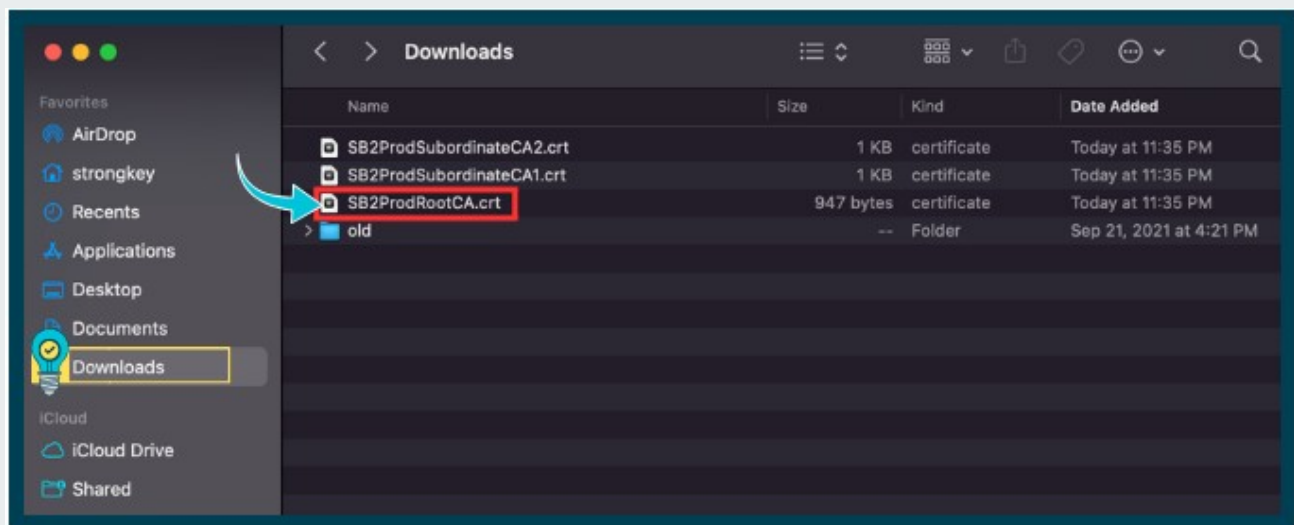 Downloads
Favorites
AirDrop
strongkey
Recents
Applications
Desktop
Documents
Downloads
iCloud
iCloud Drive
Shared
Name Size Kind Date Added
SB2ProdSubordinateCA2.crt 1 KB certificate Today at 11:35 PM
SB2ProdSubordinateCA1.crt 1 KB certificate Today at 11:35 PM
SB2ProdRootCA.crt 947 bytes certificate Today at 11:35 PM
old -- Folder Sep 21, 2021 at 4:21 PM